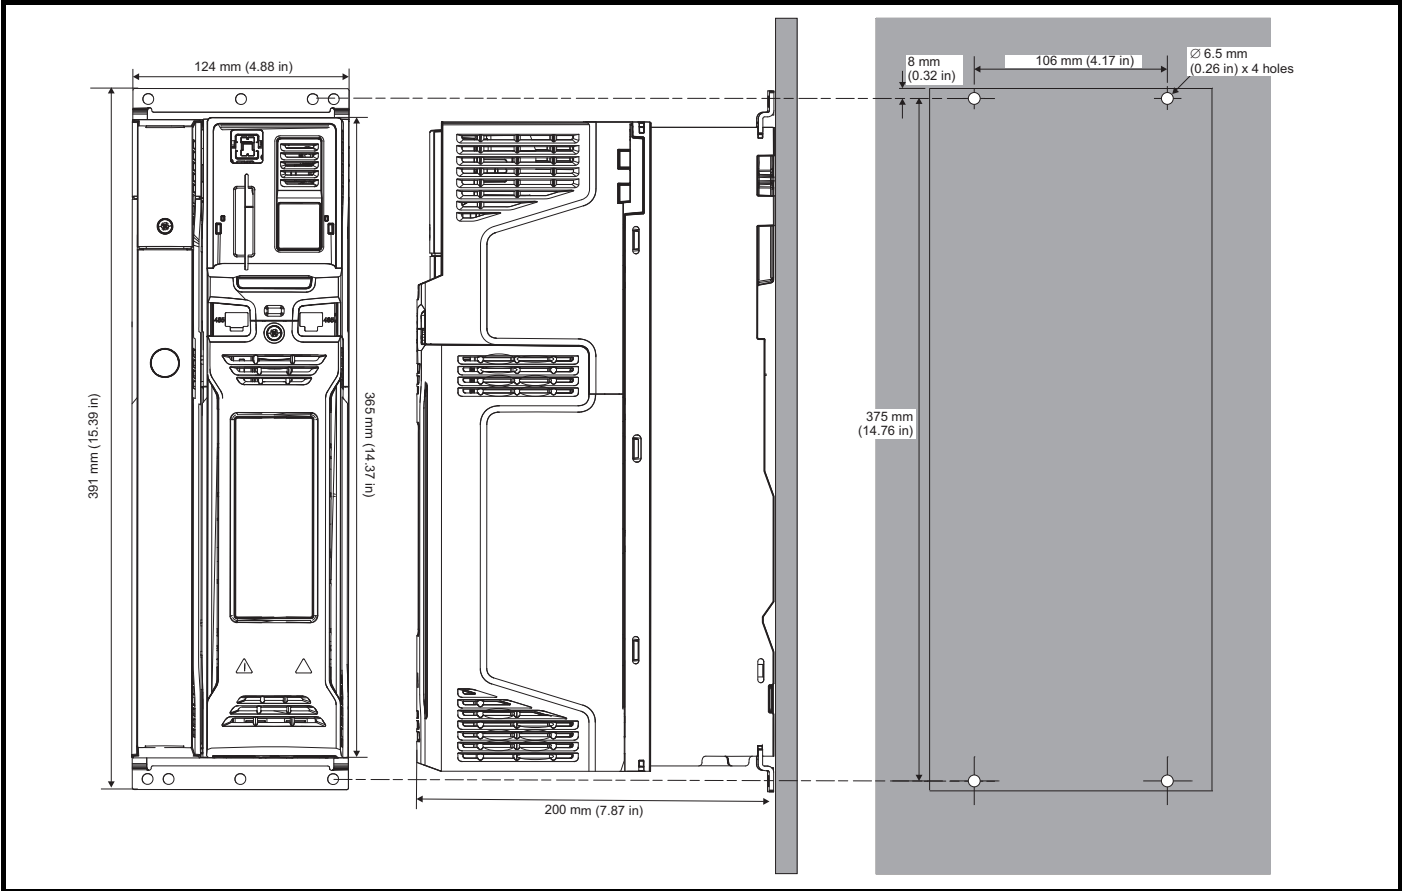 124 mm (4.88 in)
8 mm
(0.32 in)
106 mm (4.17 in)
∅ 6.5 mm
(0.26 in) x 4 holes
391 mm (15.39 in)
365 mm (14.37 in)
375 mm
(14.76 in)
200 mm (7.87 in)